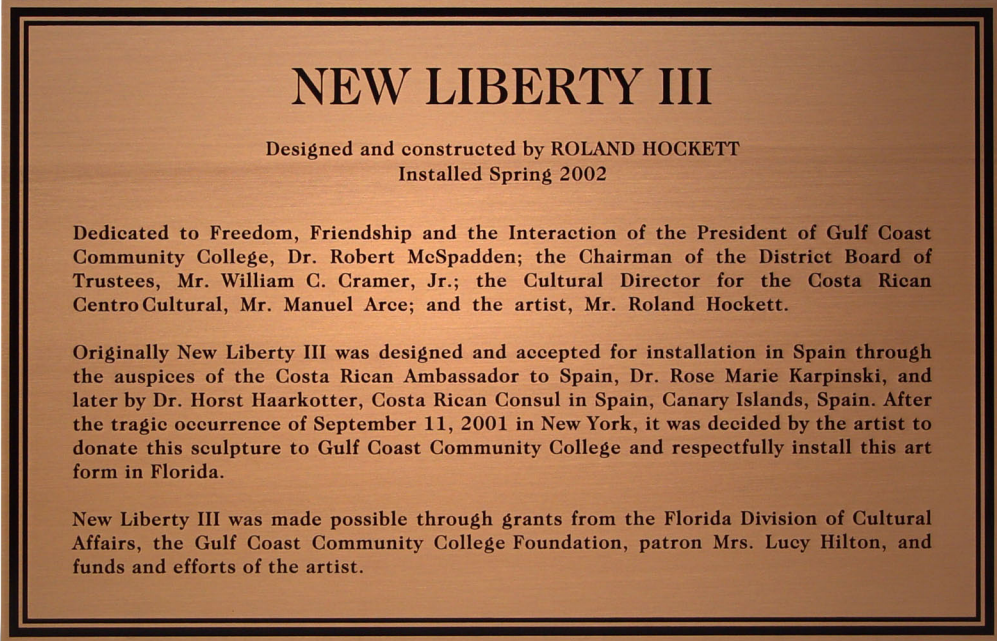 NEW LIBERTY III
Designed and constructed by ROLAND HOCKETT
Installed Spring 2002
Dedicated to Freedom, Friendship and the Interaction of the President of Gulf Coast
Community College, Dr. Robert McSpadden; the Chairman of the District Board of
Trustees, Mr. William C. Cramer, Jr.; the Cultural Director for the Costa Rican
Centro Cultural, Mr. Manuel Arce; and the artist, Mr. Roland Hockett.
Originally New Liberty III was designed and accepted for installation in Spain through
the auspices of the Costa Rican Ambassador to Spain, Dr. Rose Marie Karpinski, and
later by Dr. Horst Haarkotter, Costa Rican Consul in Spain, Canary Islands, Spain. After
the tragic occurrence of September 11, 2001 in New York, it was decided by the artist to
donate this sculpture to Gulf Coast Community College and respectfully install this art
form in Florida.
New Liberty III was made possible through grants from the Florida Division of Cultural
Affairs, the Gulf Coast Community College Foundation, patron Mrs. Lucy Hilton, and
funds and efforts of the artist.